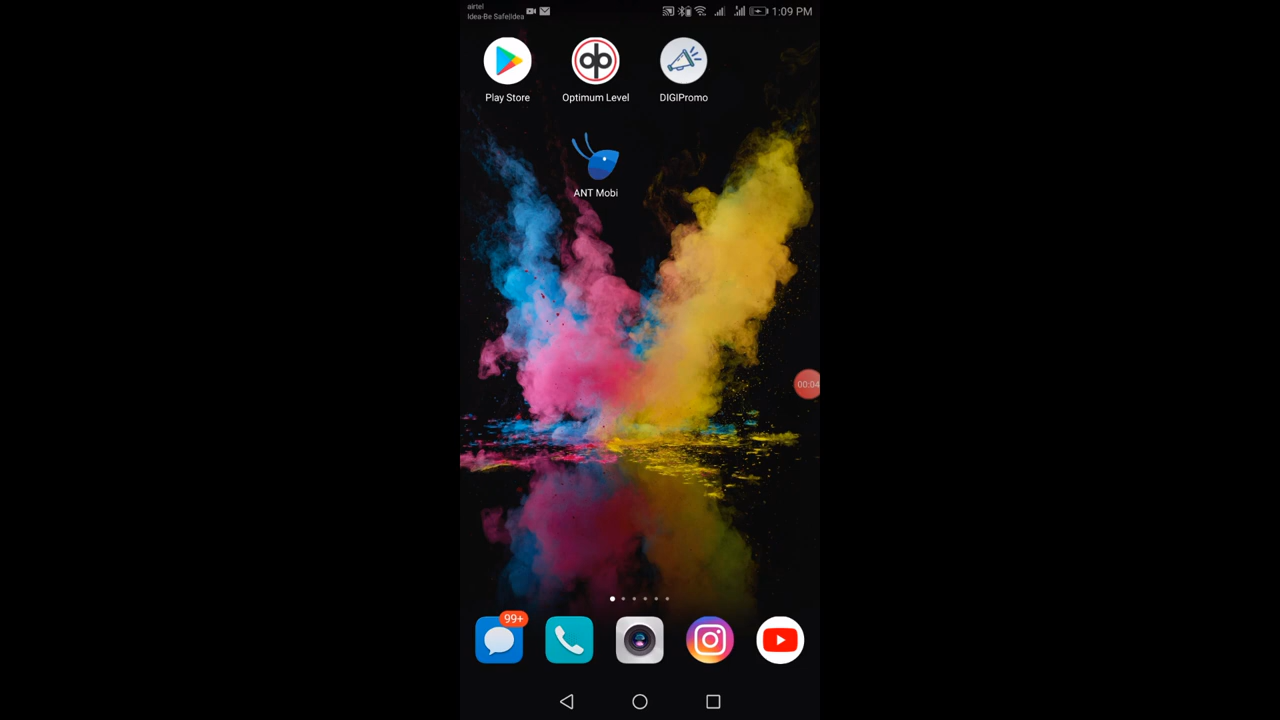 airtel
Idea-Be Safe|Idea
1:09 PM
Play Store
Optimum Level
DIGIPromo
ANT Mobi
00:04
99+